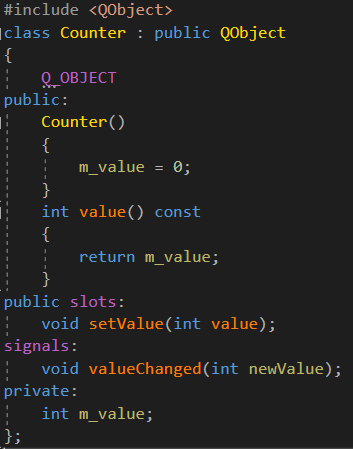 #include <QObject>
class Counter : public QObject
{
    Q_OBJECT
public:
    Counter()
    {
        m_value = 0;
    }
    int value() const
    {
        return m_value;
    }
public slots:
    void setValue(int value);
signals:
    void valueChanged(int newValue);
private:
    int m_value;
};